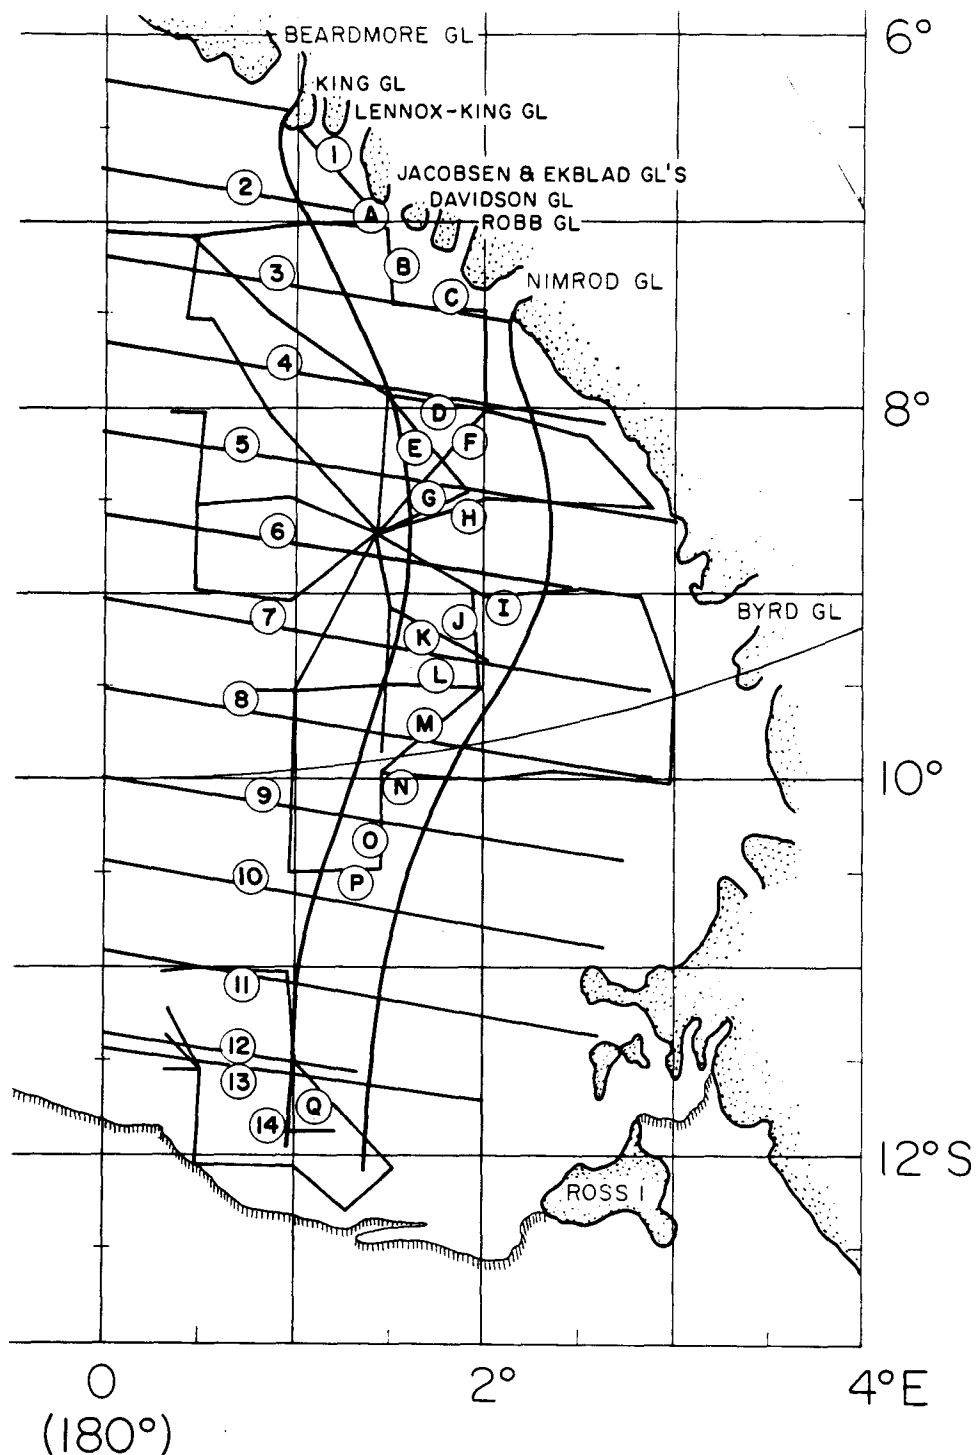 BEARDMORE GL
6°
KING GL
LENNOX-KING GL
1
JACOBSEN & EKBLAD GL'S
2
DAVIDSON GL
A
ROBB GL
B
3
C
NIMROD GL
4
D
8°
5
E
F
G
H
6
I
7
J
BYRD GL
K
L
8
M
10°
9
N
O
10
P
11
12
13
Q
14
12°S
ROSS I
0
2°
4°E
(180°)